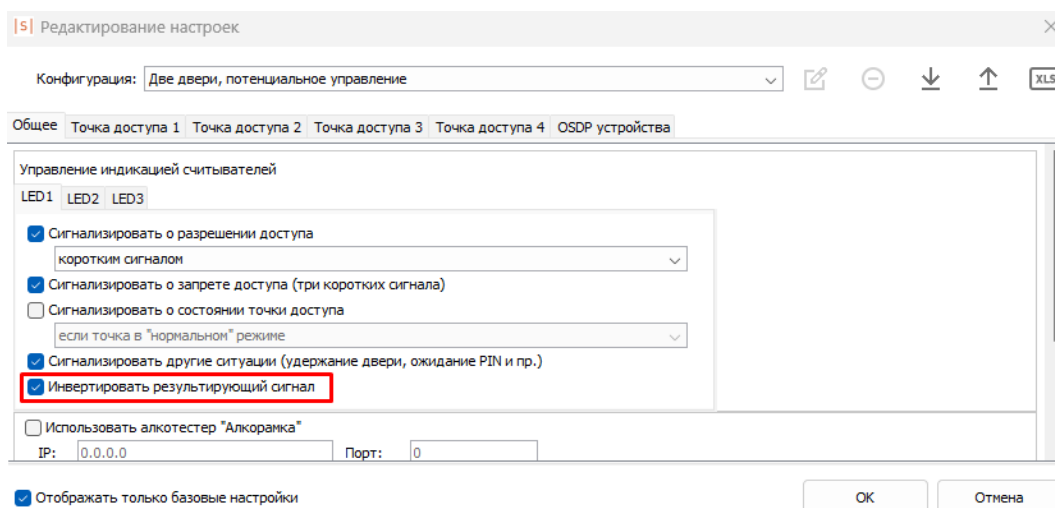 |S| Редактирование настроек
Конфигурация: Две двери, потенциальное управление
XLS
Общее Точка доступа 1 Точка доступа 2 Точка доступа 3 Точка доступа 4 OSDP устройства
Управление индикацией считывателей
LED1 LED2 LED3
Сигнализировать о разрешении доступа
коротким сигналом
Сигнализировать о запрете доступа (три коротких сигнала)
Сигнализировать о состоянии точки доступа
если точка в "нормальном" режиме
Сигнализировать другие ситуации (удержание двери, ожидание PIN и пр.)
Инвертировать результирующий сигнал
Использовать алкотестер "Алкорамка"
IP: 0.0.0.0 Порт: 0
Отображать только базовые настройки
ОК Отмена